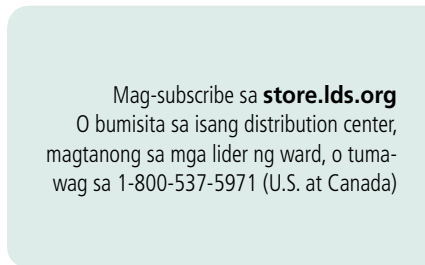 Mag-subscribe sa store.lds.org
O bumisita sa isang distribution center,
magtanong sa mga lider ng ward, o tuma-
wag sa 1-800-537-5971 (U.S. at Canada)